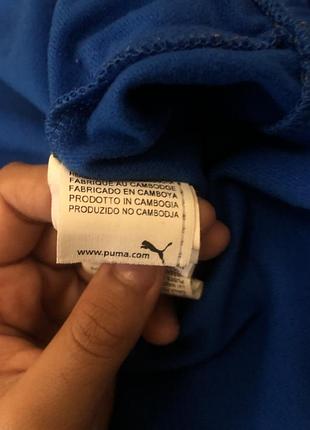 FABRIQUE AU CAMBODGE
FABRICADO EN CAMBOYA
PRODOTTO IN CAMBOGIA
PRODUZIDO NO CAMBODJA
www.puma.com